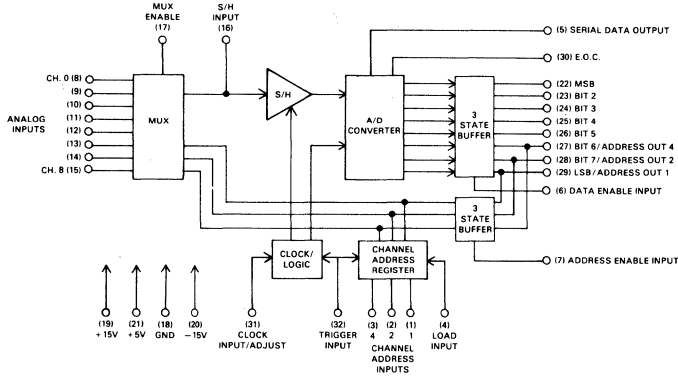 MUX
ENABLE
(17)
S/H
INPUT
(16)
(5) SERIAL DATA OUTPUT
(30) E.O.C.
CH. 0 (8)
(9)
(10)
ANALOG
INPUTS
(11)
(12)
(13)
(14)
CH. 8 (15)
MUX
S/H
A/D
CONVERTER
3
STATE
BUFFER
(22) MSB
(23) BIT 2
(24) BIT 3
(25) BIT 4
(26) BIT 5
(27) BIT 6/ADDRESS OUT 4
(28) BIT 7/ADDRESS OUT 2
(29) LSB/ADDRESS OUT 1
(6) DATA ENABLE INPUT
3
STATE
BUFFER
(7) ADDRESS ENABLE INPUT
CLOCK/
LOGIC
CHANNEL
ADDRESS
REGISTER
(19)
+15V
(21)
+5V
(18)
GND
(20)
-15V
(31)
CLOCK
INPUT/ADJUST
(32)
TRIGGER
INPUT
(3) (2) (1)
4 2 1
CHANNEL
ADDRESS
INPUTS
(4)
LOAD
INPUT